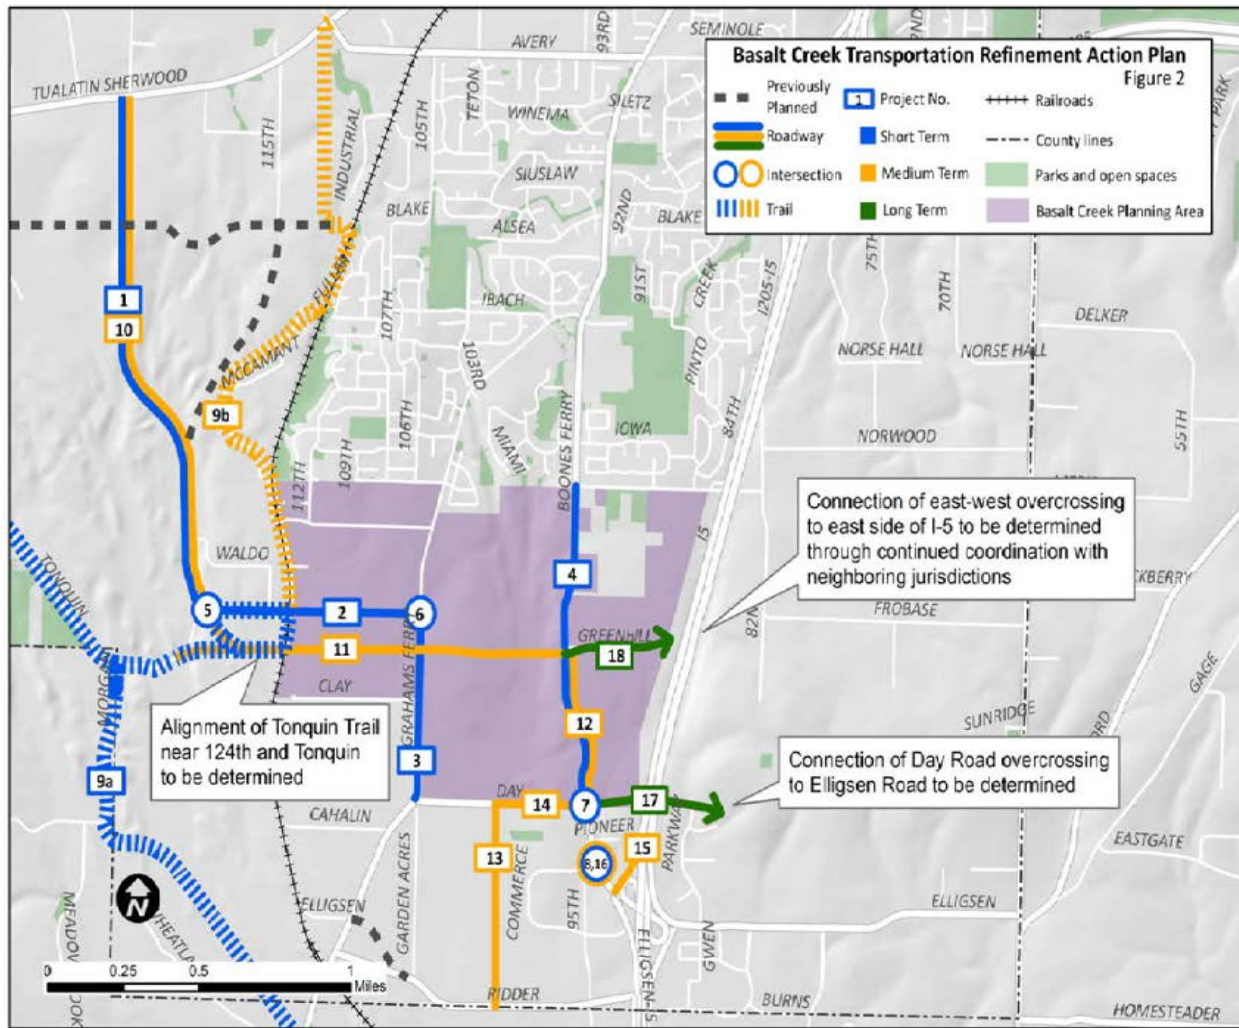 Basalt Creek Transportation Refinement Action Plan
Figure 2
Previously
Planned
1 Project No.
Railroads
Roadway
Short Term
County lines
Intersection
Medium Term
Parks and open spaces
Trail
Long Term
Basalt Creek Planning Area
AVERY
93RD
SEMINOLE
TUALATIN SHERWOOD
115TH
INDUSTRIAL
105TH
TETON
WINEMA
SILETZ
SIUSLAW
BLAKE
92ND
BLAKE
ALSEA
75TH
70TH
91ST
CREEK
I205-I5
FULLER
107TH
IBACH
1
10
DELKER
MCCAMANT
103RD
PINTO
NORSE HALL
NORSE HALL
9b
BOONES FERRY
84TH
55TH
106TH
IOWA
NORWOOD
109TH
MIAMI
112TH
Connection of east-west overcrossing
to east side of I-5 to be determined
through continued coordination with
neighboring jurisdictions
I5
WALDO
TONQUIN
4
5
2
6
FROBASE
82N
GREENHILL
11
18
GRAHAMS FERRY
CLAY
GAGE
MORGA
Alignment of Tonquin Trail
near 124th and Tonquin
to be determined
12
SUNRIDGE
3
Connection of Day Road overcrossing
to Elligsen Road to be determined
9a
DAY
14
7
17
CAHALIN
PIONEER
PARKWAY
EASTGATE
13
8,16
15
COMMERCE
N
GARDEN ACRES
ELLIGSEN
95TH
ELLIGSEN
GWEN
ELLIGSEN-I5
0 0.25 0.5 1
Miles
RIDDER
BURNS
HOMESTEADER